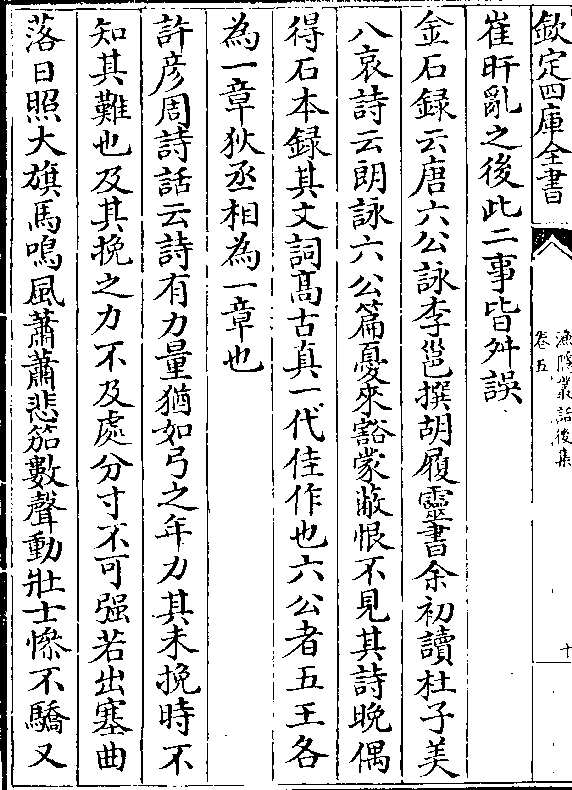 欽定四庫全書
漁隱叢話後集
卷五
十
崔旰亂之後此二事皆舛誤
金石録云唐六公詠李邕撰胡履靈書余初讀杜子美
八哀詩云朗詠六公篇憂來豁蒙蔽恨不見其詩晚偶
得石本録其文詞髙古真一代佳作也六公者五王各
為一章狄丞相為一章也
許彦周詩話云詩有力量猶如弓之年力其未挽時不
知其難也及其挽之力不及處分寸不可强若出塞曲
落日照大旗馬鳴風蕭蕭悲笳數聲動壯士慘不驕又